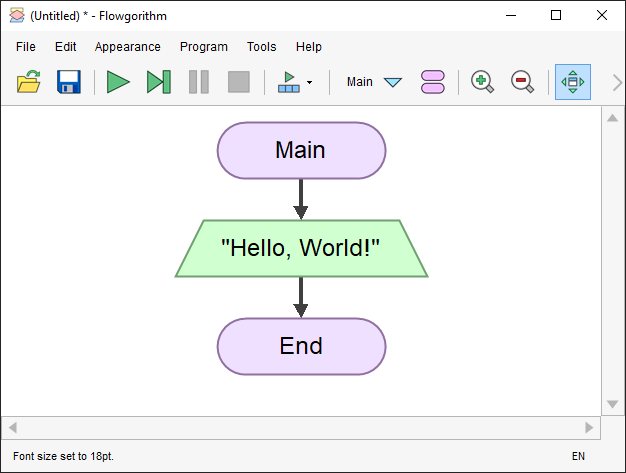 (Untitled) * - Flowgorithm
File Edit Appearance Program Tools Help
Main
Main
"Hello, World!"
End
Font size set to 18pt. EN